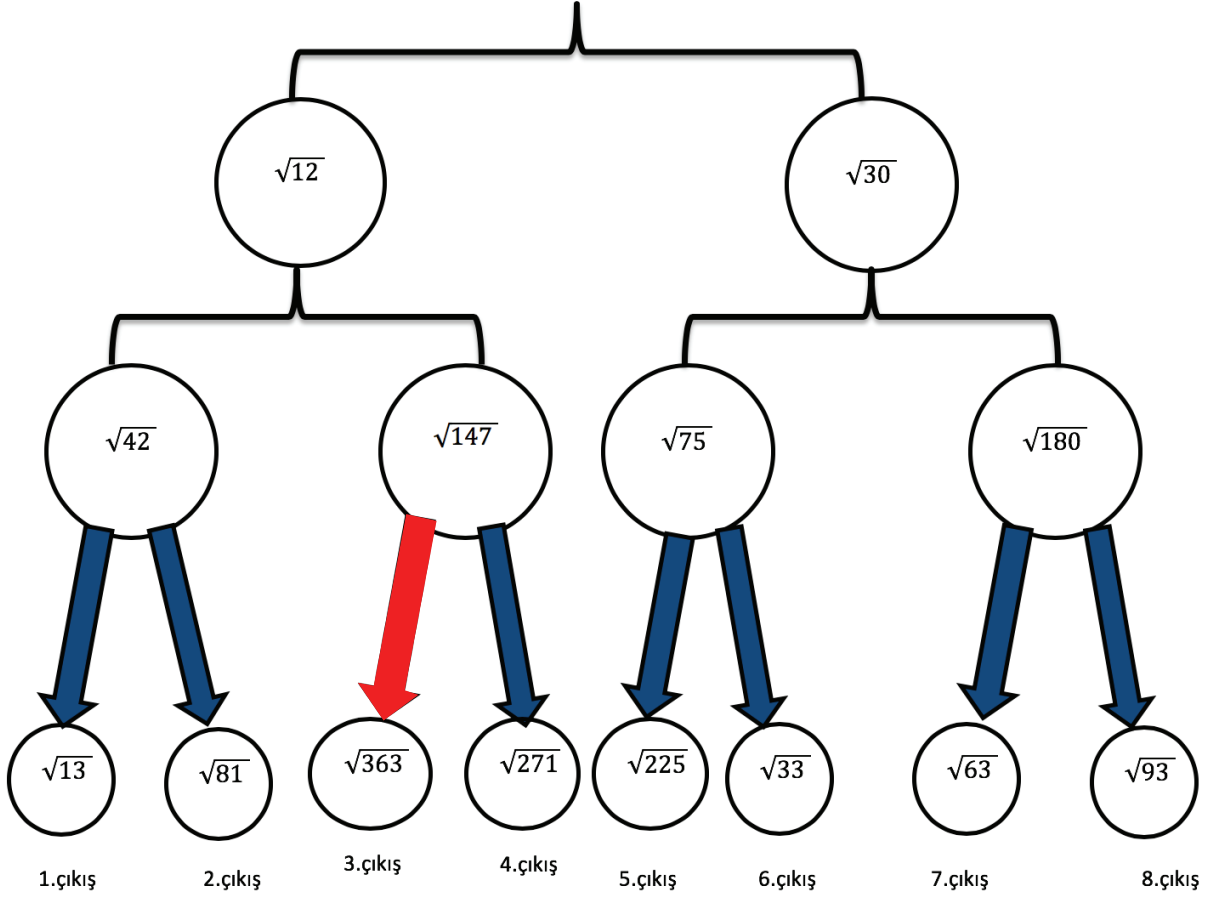 √12 √30
√42 √147 √75 √180
√13 √81 √363 √271 √225 √33 √63 √93
1.çıkış 2.çıkış 3.çıkış 4.çıkış 5.çıkış 6.çıkış 7.çıkış 8.çıkış